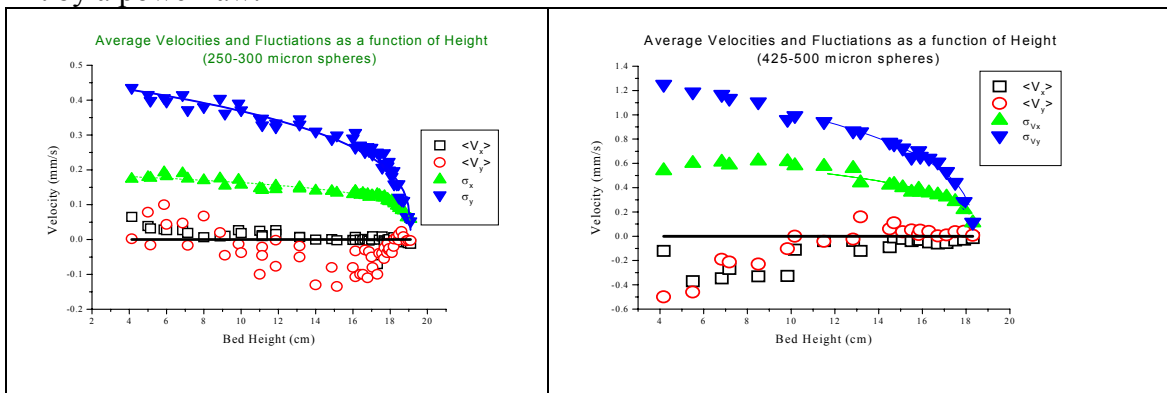 Average Velocities and Fluctiations as a function of Height
(250-300 micron spheres)
0.5
0.4
0.3
0.2
0.1
0.0
-0.1
-0.2
Velocity (mm/s)
2 4 6 8 10 12 14 16 18 20
Bed Height (cm)
<Vx>
<Vy>
σx
σy
Average Velocities and Fluctiations as a function of Height
(425-500 micron spheres)
1.4
1.2
1.0
0.8
0.6
0.4
0.2
0.0
-0.2
-0.4
-0.6
Velocity (mm/s)
4 6 8 10 12 14 16 18 20
Bed Height (cm)
<Vx>
<Vy>
σVx
σVy